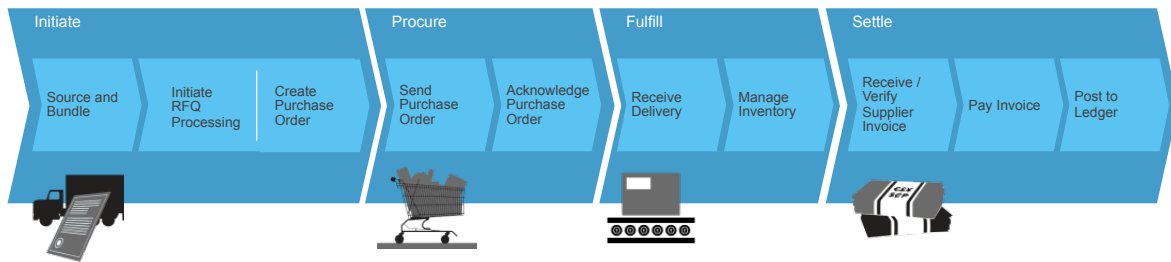 Initiate
Source and
Bundle
Initiate
RFQ
Processing
Create
Purchase
Order
Procure
Send
Purchase
Order
Acknowledge
Purchase
Order
Fulfill
Receive
Delivery
Manage
Inventory
Settle
Receive /
Verify
Supplier
Invoice
Pay Invoice
Post to
Ledger